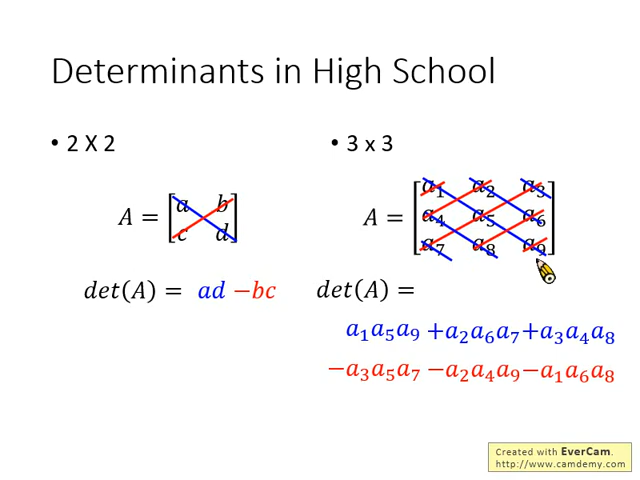 Determinants in High School
• 2 X 2
A = [a b
c d]
det(A) = ad −bc
• 3 x 3
A = [a₁ a₂ a₃
a₄ a₅ a₆
a₇ a₈ a₉]
det(A) =
a₁a₅a₉ +a₂a₆a₇+a₃a₄a₈
−a₃a₅a₇ −a₂a₄a₉− a₁a₆a₈
Created with EverCam.
http://www.camdemy.com